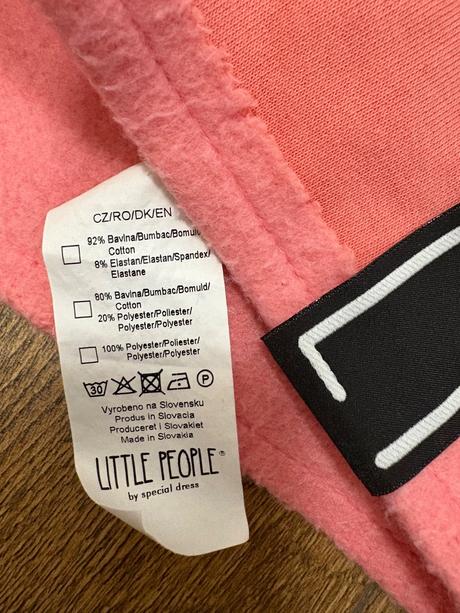 CZ/RO/DK/EN
92% Bavlna/Bumbac/Bomuld/
Cotton
8% Elastan/Elastan/Spandex/
Elastane
80% Bavlna/Bumbac/Bomuld/
Cotton
20% Polyester/Poliester/
Polyester/Polyester
100% Polyester/Poliester/
Polyester/Polyester
30 P
Vyrobeno na Slovensku
Produs in Slovacia
Produceret i Slovakiet
Made in Slovakia
LITTLE PEOPLE®
by special dress